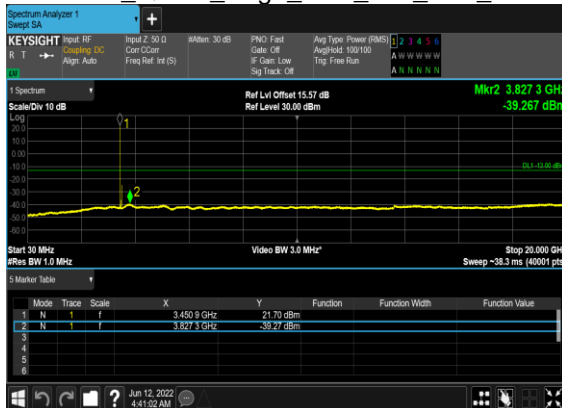 Spectrum Analyzer 1
Swept SA
+
KEYSIGHT Input: RF Input Z: 50 Ω #Atten: 30 dB PNO: Fast Avg Type: Power (RMS) 1 2 3 4 5 6
R T Coupling: DC Corr CCorr Gate: Off Avg|Hold: 100/100 A W W W W W
Align: Auto Freq Ref: Int (S) IF Gain: Low Trig: Free Run
Sig Track: Off A N N N N N
1 Spectrum Ref Lvl Offset 15.57 dB Mkr2 3.827 3 GHz
Scale/Div 10 dB Ref Level 30.00 dBm -39.267 dBm
Log
20.0
10.0
0.00
-10.0
-20.0
-30.0
-40.0
-50.0
-60.0
1
2
DL1 -13.00 dBm
Start 30 MHz Video BW 3.0 MHz* Stop 20.000 GHz
#Res BW 1.0 MHz Sweep ~38.3 ms (40001 pts)
5 Marker Table
Mode Trace Scale X Y Function Function Width Function Value
1 N 1 f 3.450 9 GHz 21.70 dBm
2 N 1 f 3.827 3 GHz -39.27 dBm
3
4
5
6
? Jun 12, 2022
4:41:02 AM